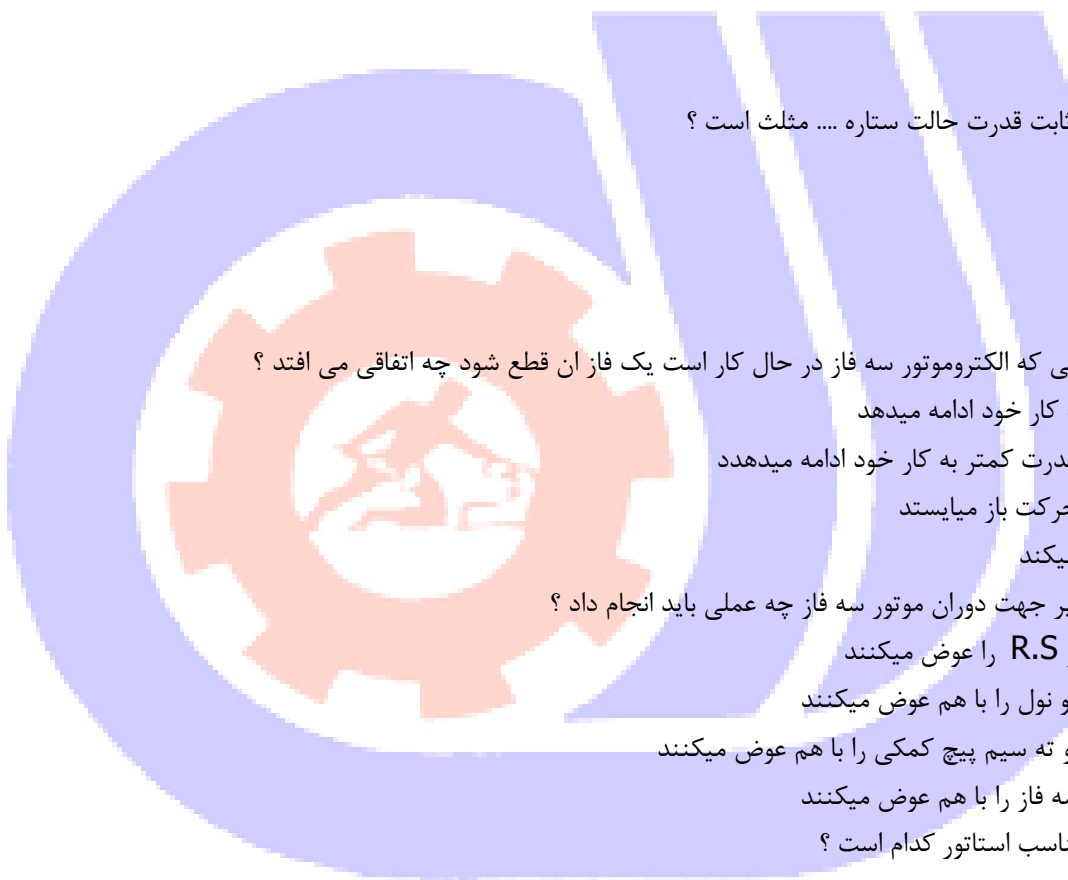 ثابت قدرت حالت ستاره .... مثلث است ؟
ی که الکتروموتور سه فاز در حال کار است یک فاز ان قطع شود چه اتفاقی می افتد ؟
کار خود ادامه میدهد
درت کمتر به کار خود ادامه میدهدد
حرکت باز میایستد
یکند
یر جهت دوران موتور سه فاز چه عملی باید انجام داد ؟
R.S را عوض میکنند
و نول را با هم عوض میکنند
و ته سیم پیچ کمکی را با هم عوض میکنند
ه فاز را با هم عوض میکنند
ناسب استاتور کدام است ؟